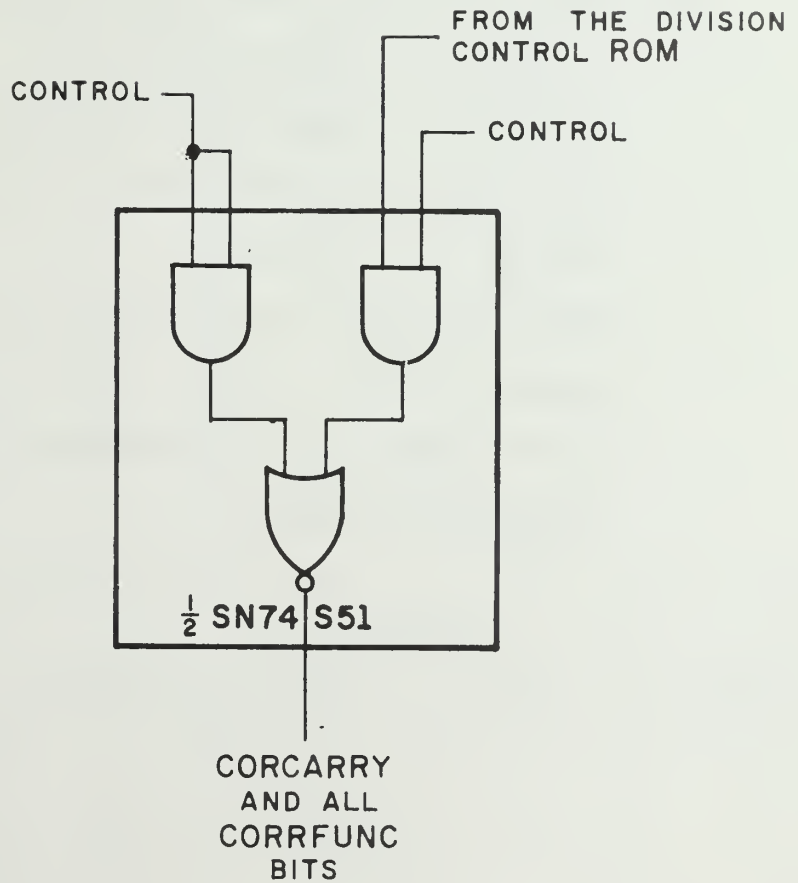 FROM THE DIVISION
CONTROL ROM
CONTROL
CONTROL
1/2 SN74 S51
CORCARRY
AND ALL
CORRFUNC
BITS